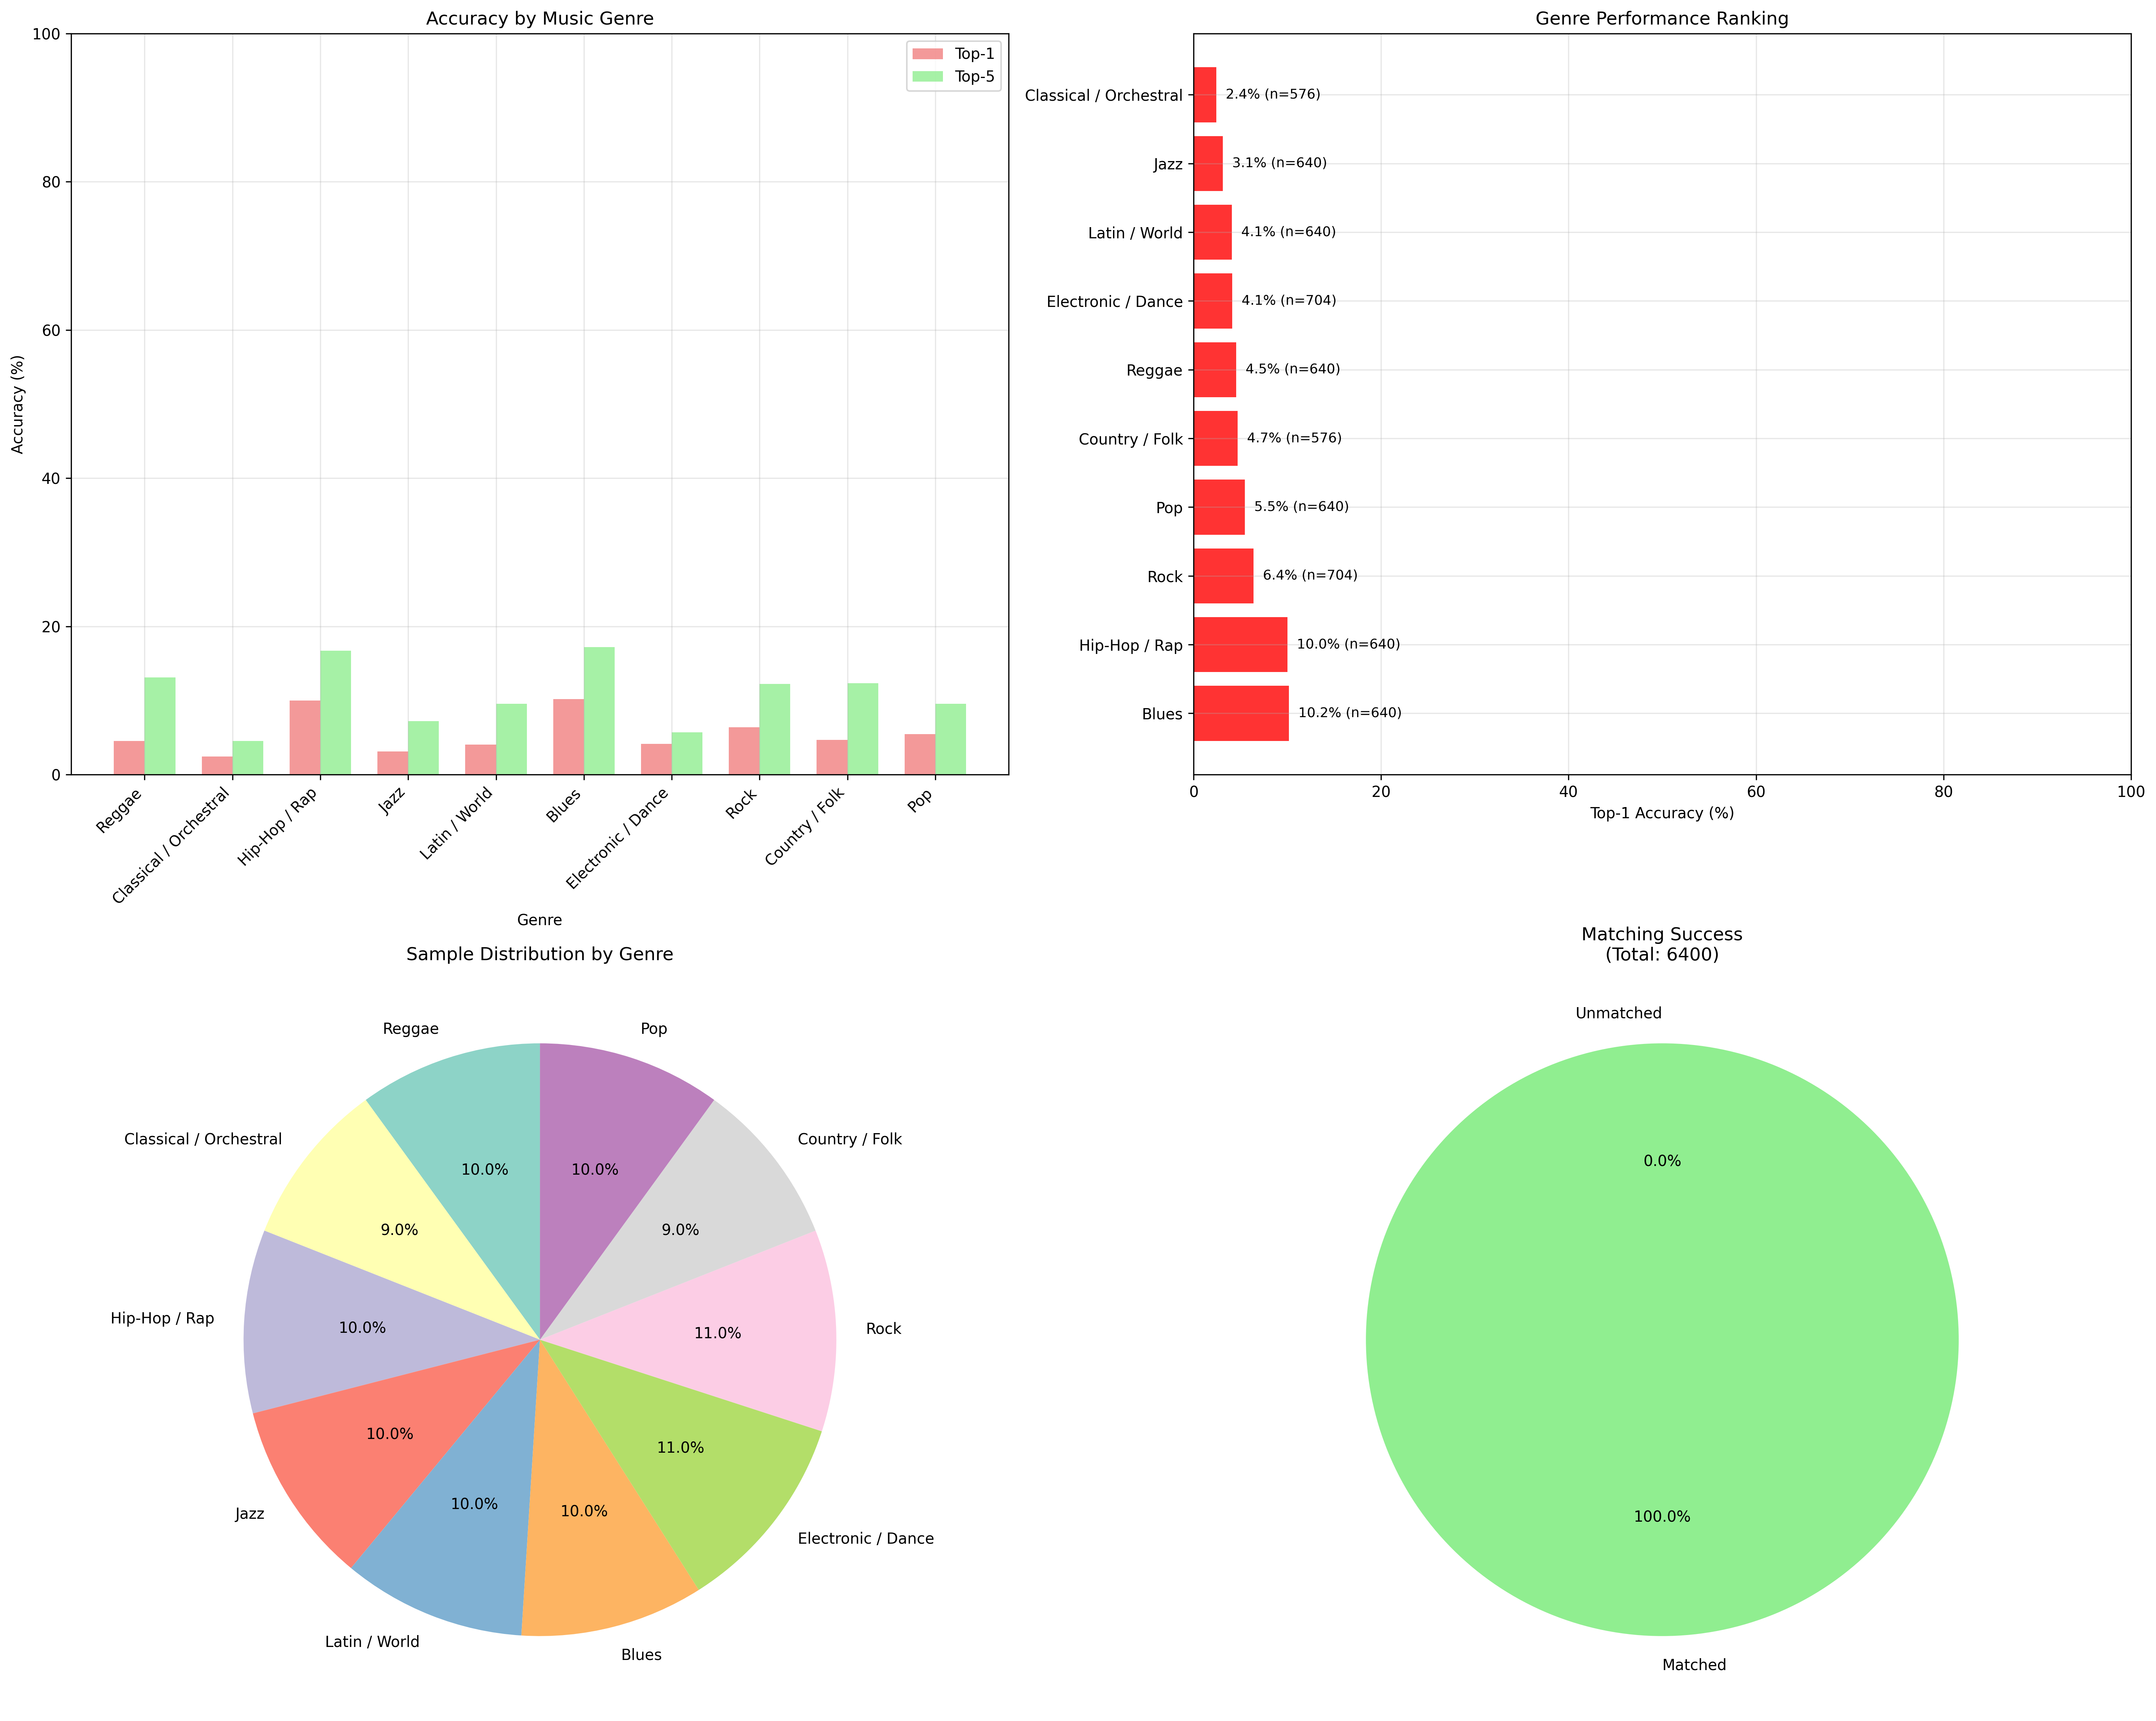 Accuracy by Music Genre
Top-1
Top-5
100
80
60
40
20
0
Accuracy (%)
Reggae
Classical / Orchestral
Hip-Hop / Rap
Jazz
Latin / World
Blues
Electronic / Dance
Rock
Country / Folk
Pop
Genre
Genre Performance Ranking
Classical / Orchestral 2.4% (n=576)
Jazz 3.1% (n=640)
Latin / World 4.1% (n=640)
Electronic / Dance 4.1% (n=704)
Reggae 4.5% (n=640)
Country / Folk 4.7% (n=576)
Pop 5.5% (n=640)
Rock 6.4% (n=704)
Hip-Hop / Rap 10.0% (n=640)
Blues 10.2% (n=640)
0 20 40 60 80 100
Top-1 Accuracy (%)
Sample Distribution by Genre
Reggae
10.0%
Classical / Orchestral
9.0%
Hip-Hop / Rap
10.0%
Jazz
10.0%
Latin / World
10.0%
Blues
10.0%
Electronic / Dance
11.0%
Rock
11.0%
Country / Folk
9.0%
Pop
10.0%
Matching Success
(Total: 6400)
Unmatched
0.0%
100.0%
Matched